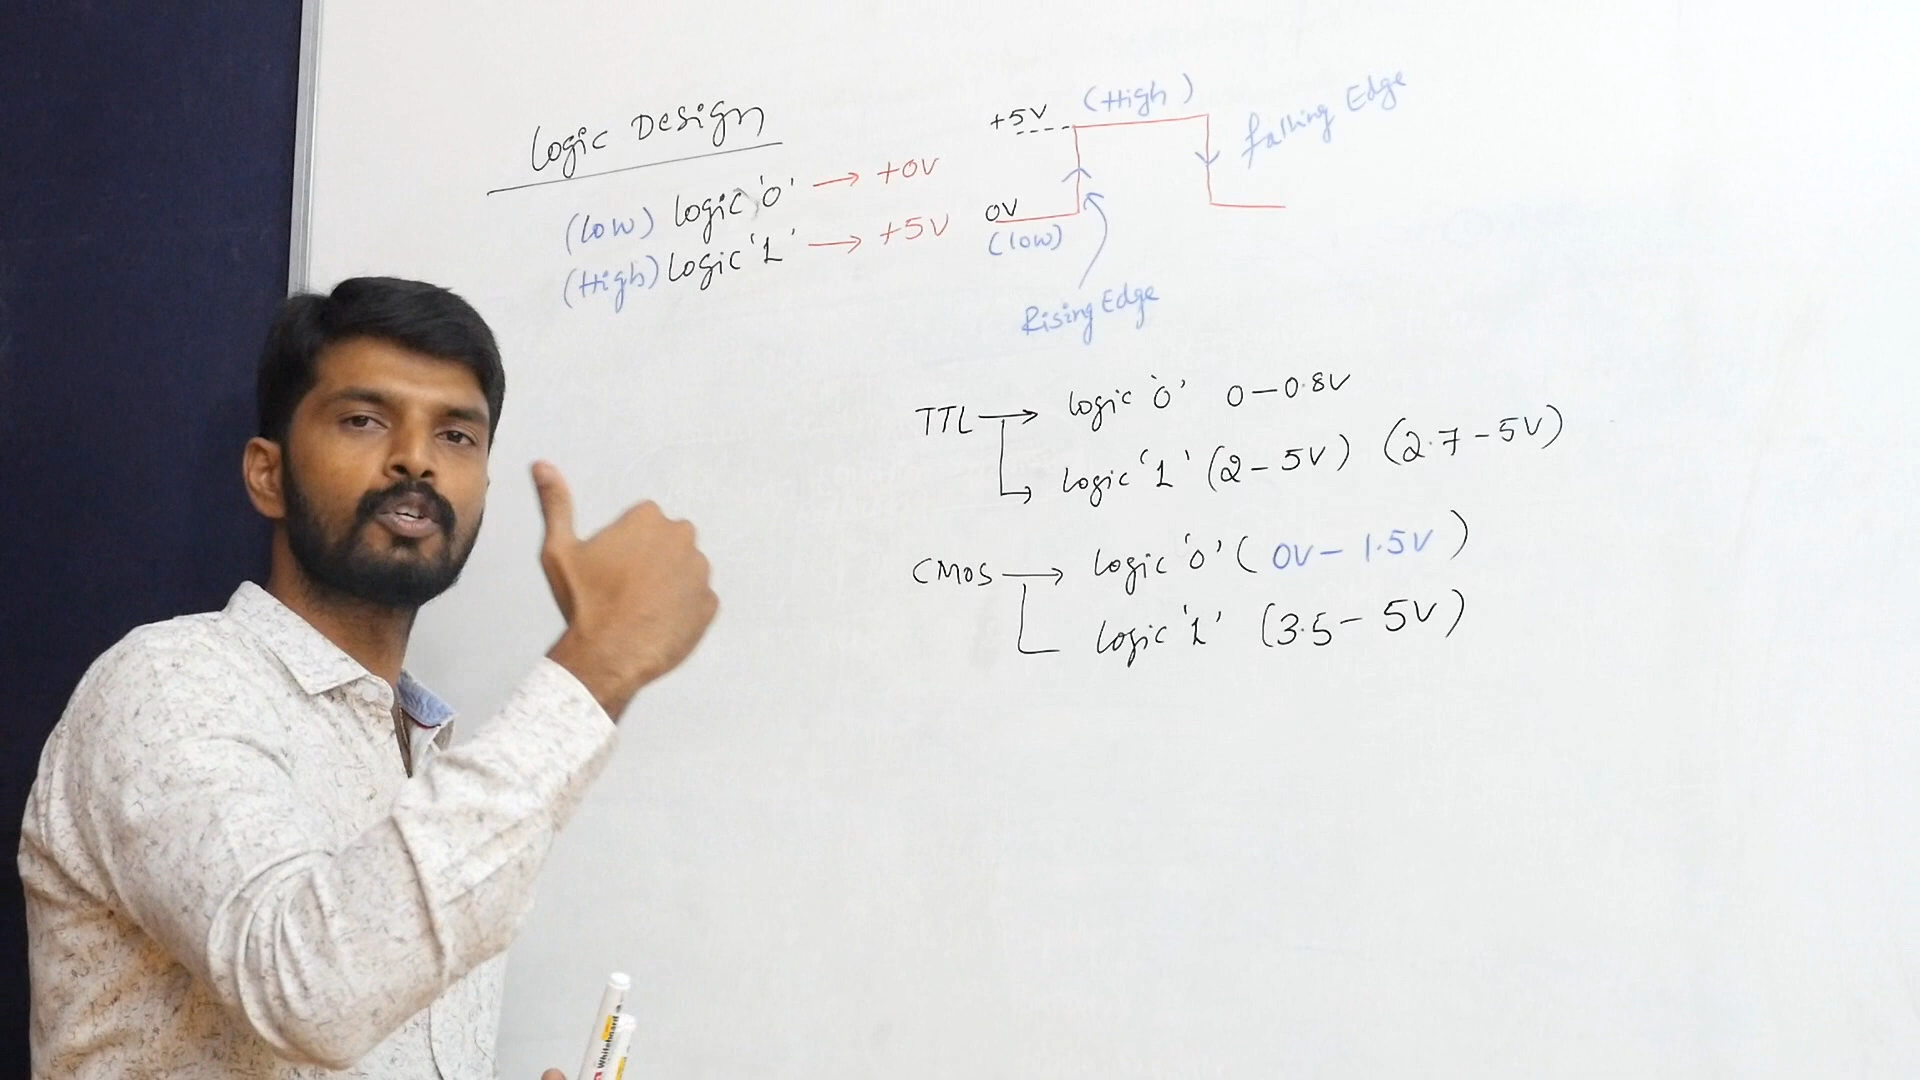 Logic Design
(Low) Logic '0' → +0V
(High) Logic '1' → +5V
+5V (High)
Falling Edge
0V
(Low)
Rising Edge
TTL → Logic '0' 0-0.8V
Logic '1' (2-5V) (2.7-5V)
CMOS → Logic '0' (0V-1.5V)
Logic '1' (3.5-5V)
Whiteboard